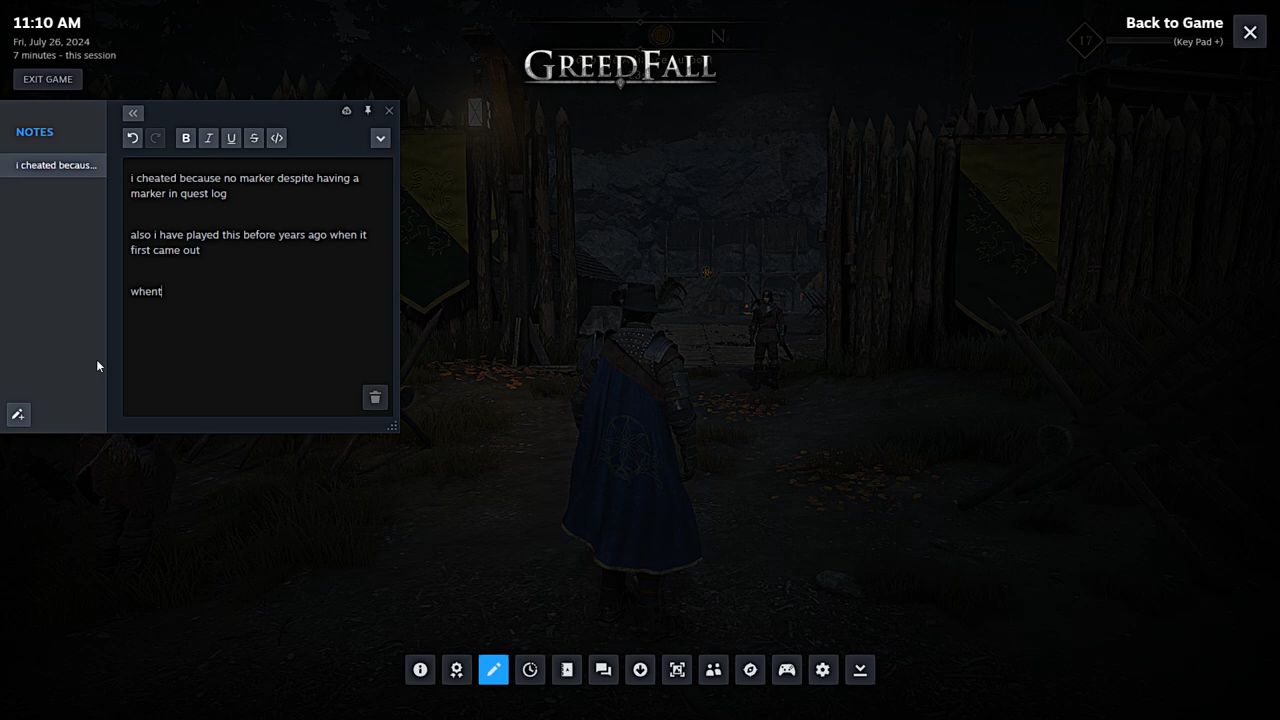 11:10 AM
Fri, July 26, 2024
7 minutes - this session
EXIT GAME
GREEDFALL
N
17
Back to Game
(Key Pad +)
NOTES
i cheated becaus...
B I U S </>
i cheated because no marker despite having a
marker in quest log
also i have played this before years ago when it
first came out
whent